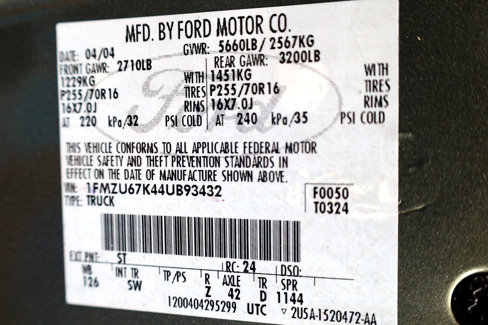 MFD. BY FORD MOTOR CO.
DATE: 04/04 GVWR: 5660LB/ 2567KG
FRONT GAWR: 2710LB REAR GAWR: 3200LB
1229KG WITH 1451KG WITH
P255/70R16 TIRES P255/70R16 TIRES
16X7.0J RIMS 16X7.0J RIMS
AT 220 kPa/32 PSI COLD AT 240 kPa/35 PSI COLD
Ford
THIS VEHICLE CONFORMS TO ALL APPLICABLE FEDERAL MOTOR
VEHICLE SAFETY AND THEFT PREVENTION STANDARDS IN
EFFECT ON THE DATE OF MANUFACTURE SHOWN ABOVE.
VIN: 1FMZU67K44UB93432 F0050
TYPE: TRUCK T0324
EXT PNT: ST RC: 24 DSO:
WB INT TR TP/PS R AXLE TR SPR
126 SW Z 42 D 1144
1200404295299 UTC ▽ 2U5A-1520472-AA